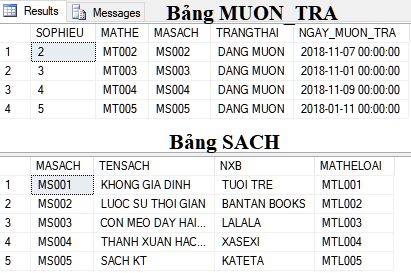 Results Messages
Bảng MUON_TRA
SOPHIEU MATHE MASACH TRANGTHAI NGAY_MUON_TRA
1 2 MT002 MS002 DANG MUON 2018-11-07 00:00:00
2 3 MT003 MS003 DANG MUON 2018-11-01 00:00:00
3 4 MT004 MS004 DANG MUON 2018-11-09 00:00:00
4 5 MT005 MS005 DANG MUON 2018-01-11 00:00:00
Bảng SACH
MASACH TENSACH NXB MATHELOAI
1 MS001 KHONG GIA DINH TUOI TRE MTL001
2 MS002 LUOC SU THOI GIAN BANTAN BOOKS MTL002
3 MS003 CON MEO DAY HAI... LALALA MTL003
4 MS004 THANH XUAN HAC... XASEXI MTL004
5 MS005 SACH KT KATETA MTL005